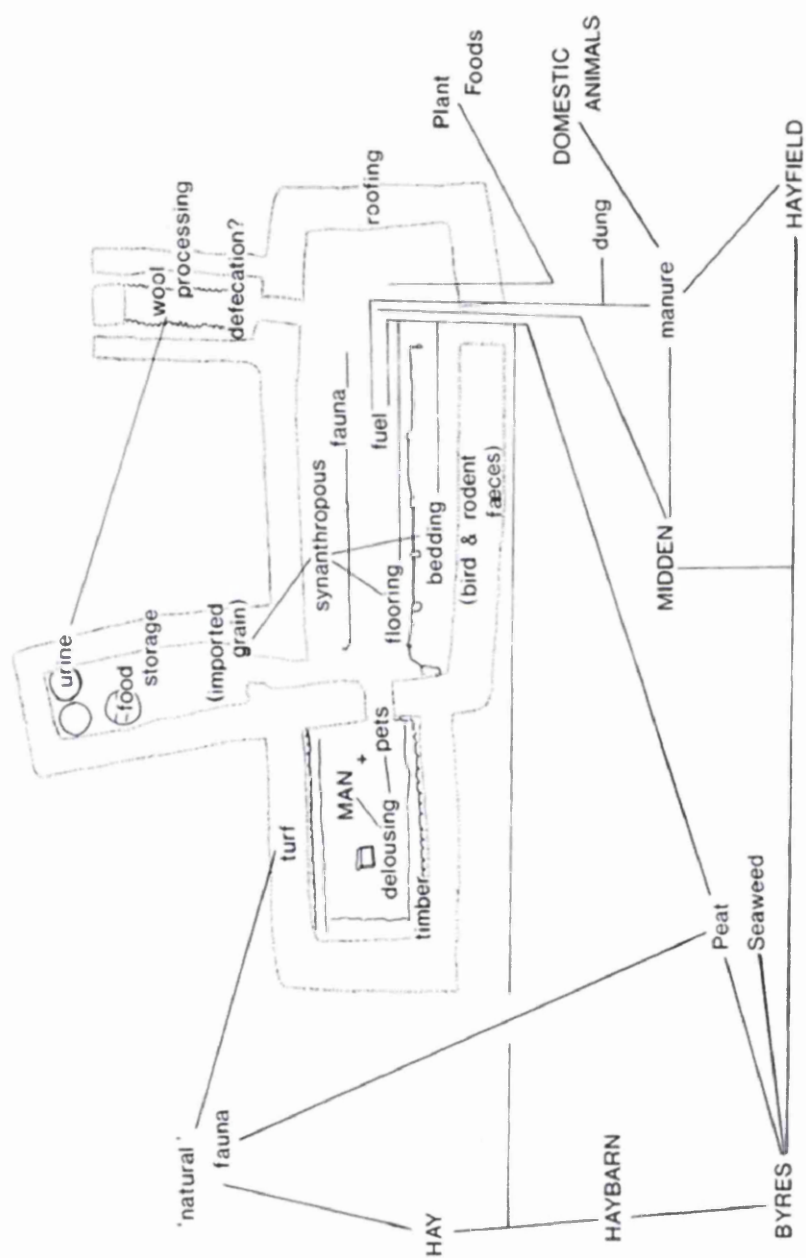 'natural'
fauna
turf
urine
food
storage
(imported
grain)
wool
processing
defecation?
synanthropous
fauna
roofing
MAN
+
delousing
pets
timber
flooring
fuel
bedding
(bird & rodent
fæces)
Plant
Foods
DOMESTIC
ANIMALS
dung
manure
HAY
HAYBARN
BYRES
Peat
Seaweed
MIDDEN
HAYFIELD